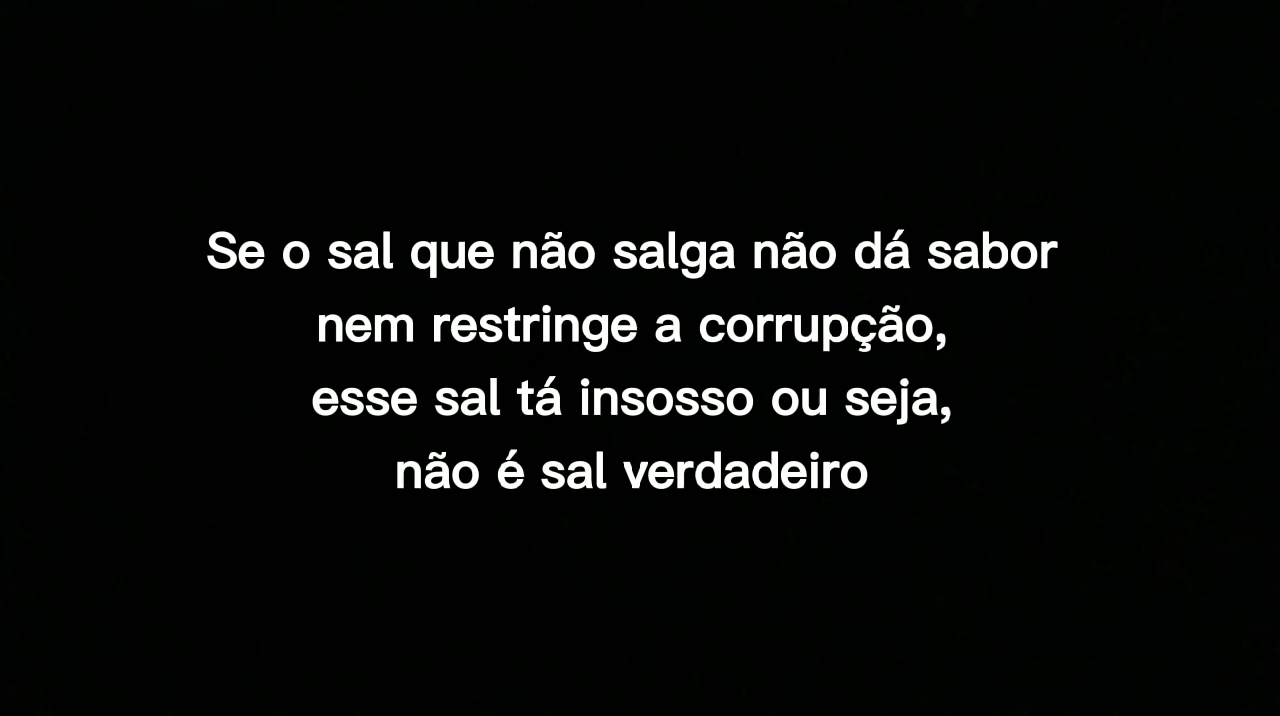 Se o sal que não salga não dá sabor
nem restringe a corrupção,
esse sal tá insosso ou seja,
não é sal verdadeiro